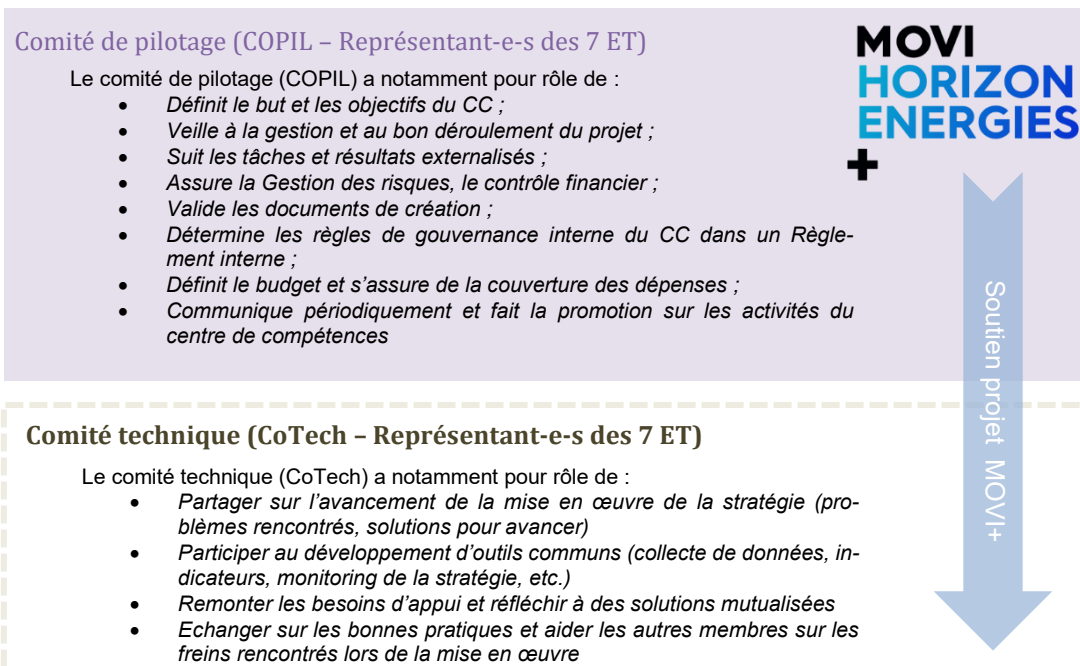 Comité de pilotage (COPIL – Représentant-e-s des 7 ET)
Le comité de pilotage (COPIL) a notamment pour rôle de :
• Définit le but et les objectifs du CC ;
• Veille à la gestion et au bon déroulement du projet ;
• Suit les tâches et résultats externalisés ;
• Assure la Gestion des risques, le contrôle financier ;
• Valide les documents de création ;
• Détermine les règles de gouvernance interne du CC dans un Règle-
ment interne ;
• Définit le budget et s'assure de la couverture des dépenses ;
• Communique périodiquement et fait la promotion sur les activités du
centre de compétences
MOVI
HORIZON
ENERGIES
+
Soutien projet MOVI+
Comité technique (CoTech – Représentant-e-s des 7 ET)
Le comité technique (CoTech) a notamment pour rôle de :
• Partager sur l'avancement de la mise en œuvre de la stratégie (pro-
blèmes rencontrés, solutions pour avancer)
• Participer au développement d'outils communs (collecte de données, in-
dicateurs, monitoring de la stratégie, etc.)
• Remonter les besoins d'appui et réfléchir à des solutions mutualisées
• Echanger sur les bonnes pratiques et aider les autres membres sur les
freins rencontrés lors de la mise en œuvre